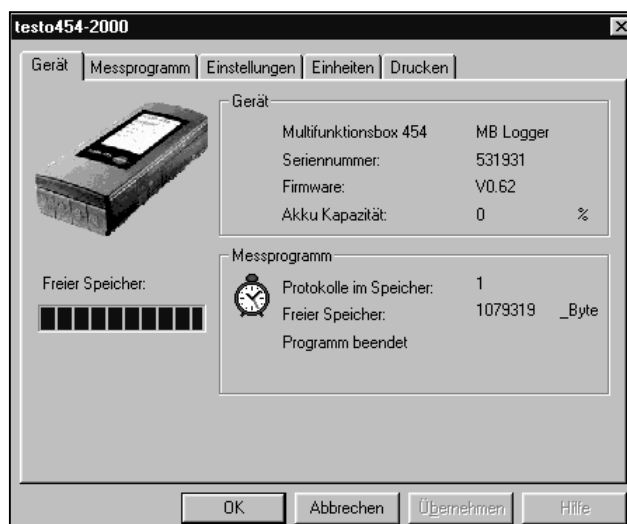 testo454-2000
Gerät Messprogramm Einstellungen Einheiten Drucken
Gerät
Multifunktionsbox 454 MB Logger
Seriennummer: 531931
Firmware: V0.62
Akku Kapazität: 0 %
Messprogramm
Freier Speicher:
Protokolle im Speicher: 1
Freier Speicher: 1079319 _Byte
Programm beendet
OK Abbrechen Übernehmen Hilfe